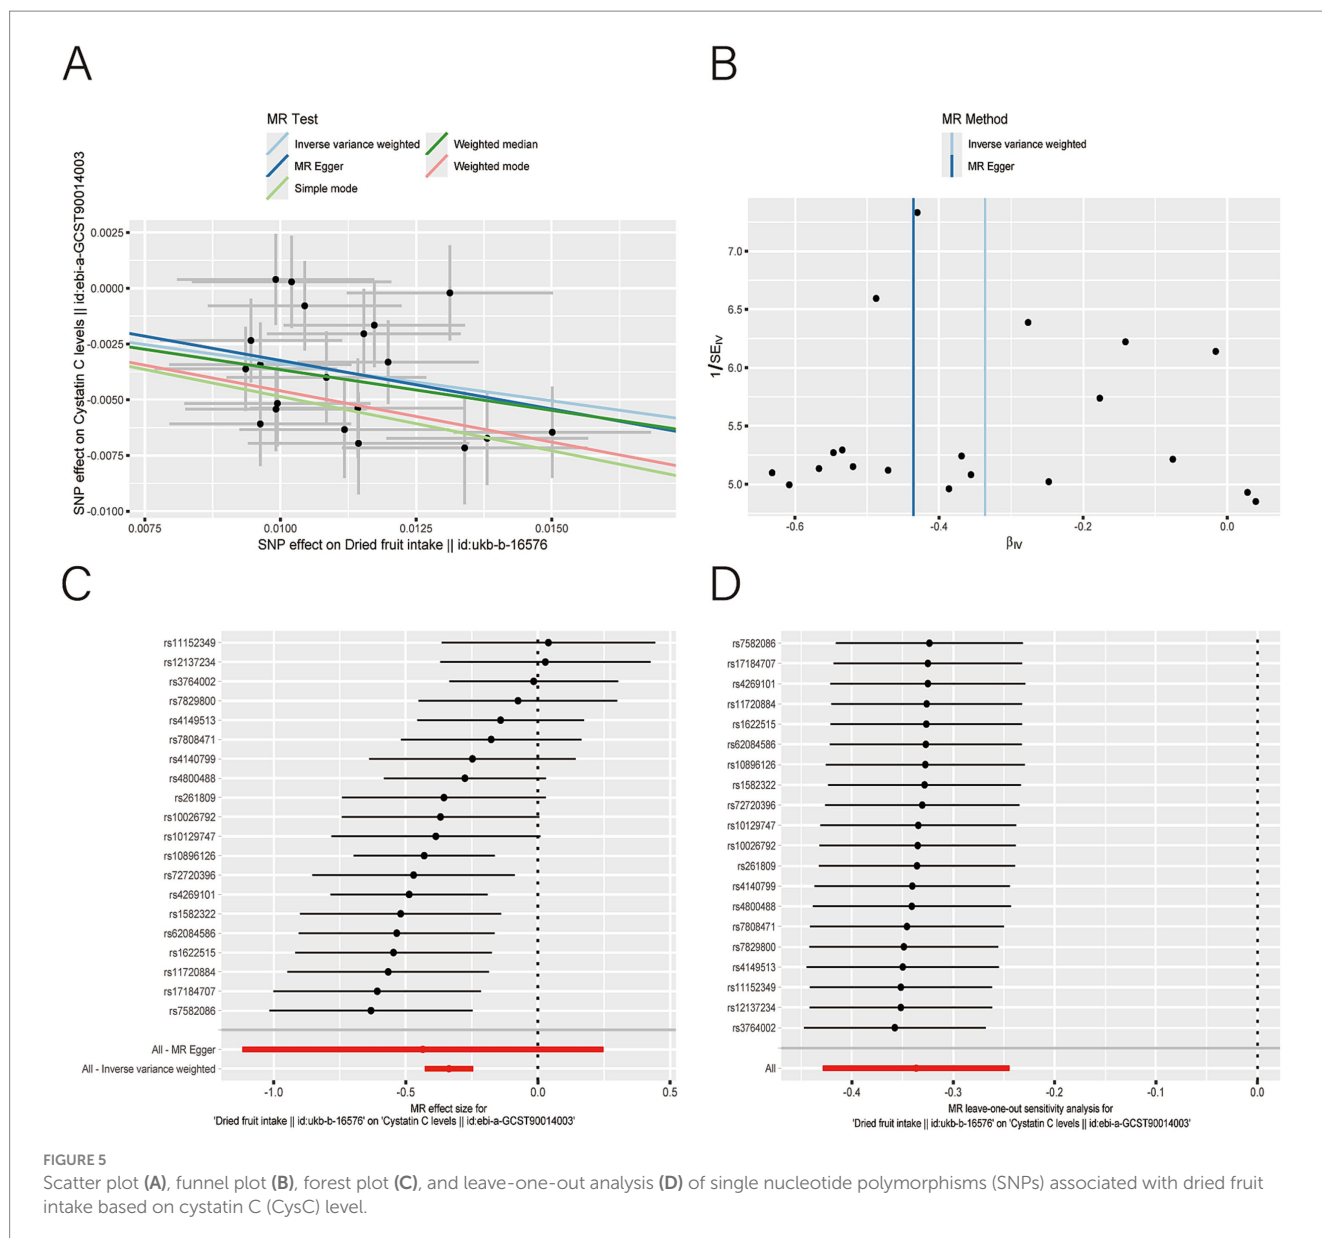 A
MR Test
Inverse variance weighted
Weighted median
MR Egger
Weighted mode
Simple mode
SNP effect on Cystatin C levels || id:ebi-a-GCST90014003
0.0025
0.0000
-0.0025
-0.0050
-0.0075
-0.0100
0.0075
0.0100
0.0125
0.0150
SNP effect on Dried fruit intake || id:ukb-b-16576
B
MR Method
Inverse variance weighted
MR Egger
1/SEIV
7.0
6.5
6.0
5.5
5.0
-0.6
-0.4
-0.2
0.0
βIV
C
rs11152349
rs12137234
rs3764002
rs7829800
rs4149513
rs7808471
rs4140799
rs4800488
rs261809
rs10026792
rs10129747
rs10896126
rs72720396
rs4269101
rs1582322
rs62084586
rs1622515
rs11720884
rs17184707
rs7582086
All - MR Egger
All - Inverse variance weighted
-1.0
-0.5
0.0
0.5
MR effect size for
'Dried fruit intake || id:ukb-b-16576' on 'Cystatin C levels || id:ebi-a-GCST90014003'
D
rs7582086
rs17184707
rs4269101
rs11720884
rs1622515
rs62084586
rs10896126
rs1582322
rs72720396
rs10129747
rs10026792
rs261809
rs4140799
rs4800488
rs7808471
rs7829800
rs4149513
rs11152349
rs12137234
rs3764002
All
-0.4
-0.3
-0.2
-0.1
0.0
MR leave-one-out sensitivity analysis for
'Dried fruit intake || id:ukb-b-16576' on 'Cystatin C levels || id:ebi-a-GCST90014003'
FIGURE 5
Scatter plot (A), funnel plot (B), forest plot (C), and leave-one-out analysis (D) of single nucleotide polymorphisms (SNPs) associated with dried fruit
intake based on cystatin C (CysC) level.